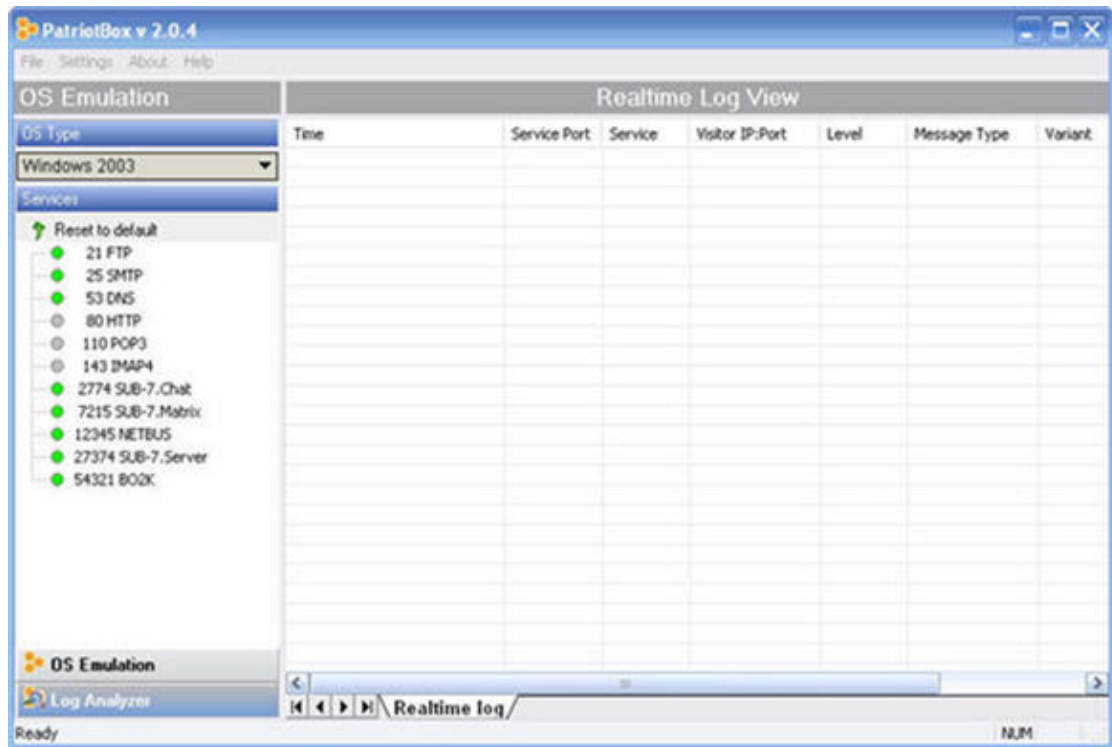 PatriotBox v 2.0.4
File Settings About Help
OS Emulation
Realtime Log View
OS Type
Time Service Port Service Visitor IP:Port Level Message Type Variant
Windows 2003
Services
Reset to default
21 FTP
25 SMTP
53 DNS
80 HTTP
110 POP3
143 IMAP4
2774 SUB-7.Chat
7215 SUB-7.Matrix
12345 NETBUS
27374 SUB-7.Server
54321 BO2K
OS Emulation
Log Analyzer
Realtime log
Ready
NUM